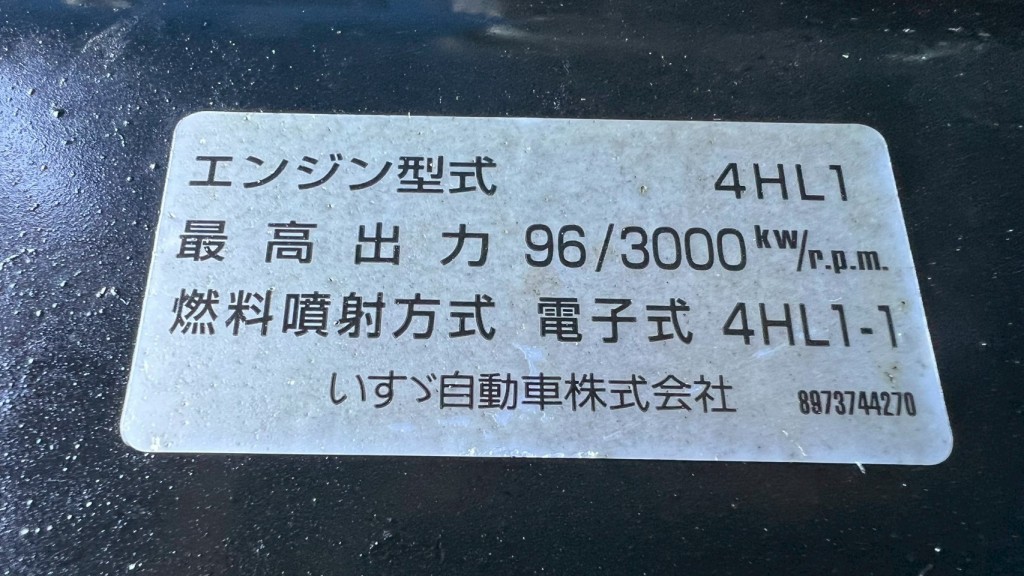 エンジン型式 4HL1
最高出力 96/3000 kW/r.p.m.
燃料噴射方式 電子式 4HL1-1
いすゞ自動車株式会社 8973744270